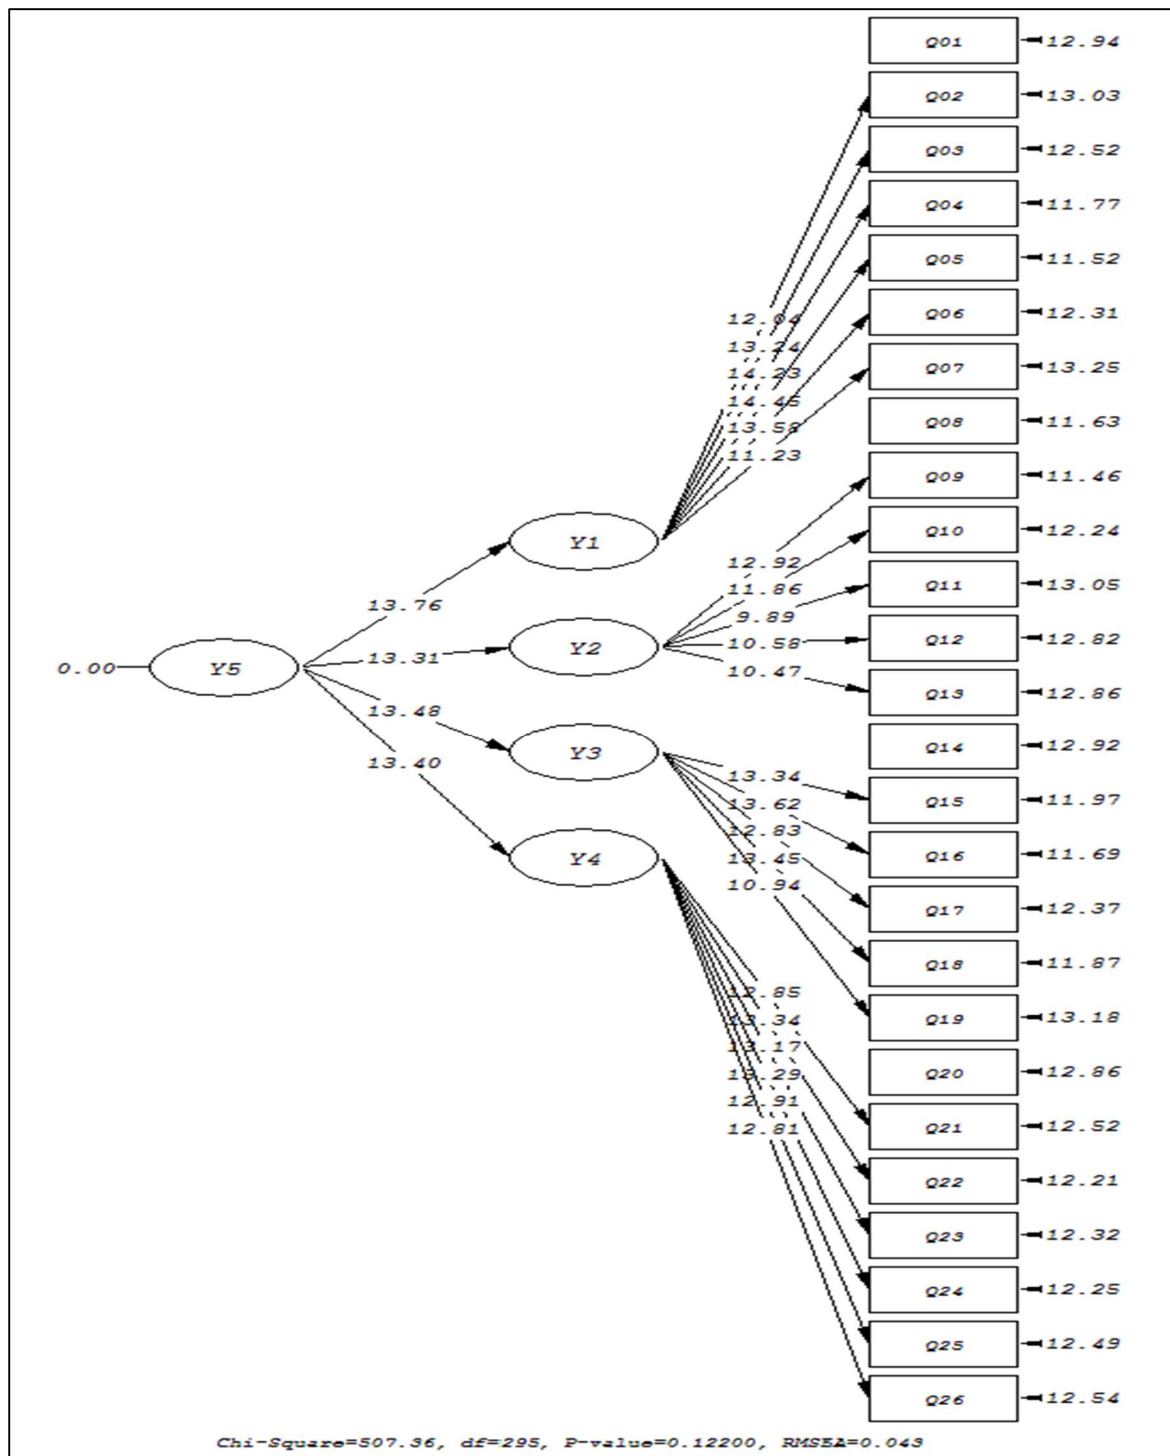 Q01 12.94
Q02 13.03
Q03 12.52
Q04 11.77
Q05 11.52
12.04 Q06 12.31
13.24
14.23 Q07 13.25
14.45
13.58 Q08 11.63
11.23
Q09 11.46
Y1 Q10 12.24
12.92
11.86 Q11 13.05
13.76 9.89
13.31 Y2 10.58 Q12 12.82
0.00 Y5 10.47
Q13 12.86
13.48
Y3 Q14 12.92
13.40 13.34
13.62 Q15 11.97
12.83
Y4 13.45 Q16 11.69
10.94
Q17 12.37
Q18 11.87
12.85
13.34 Q19 13.18
13.17
13.29 Q20 12.86
12.91
12.81 Q21 12.52
Q22 12.21
Q23 12.32
Q24 12.25
Q25 12.49
Q26 12.54
Chi-Square=507.36, df=295, P-value=0.12200, RMSEA=0.043